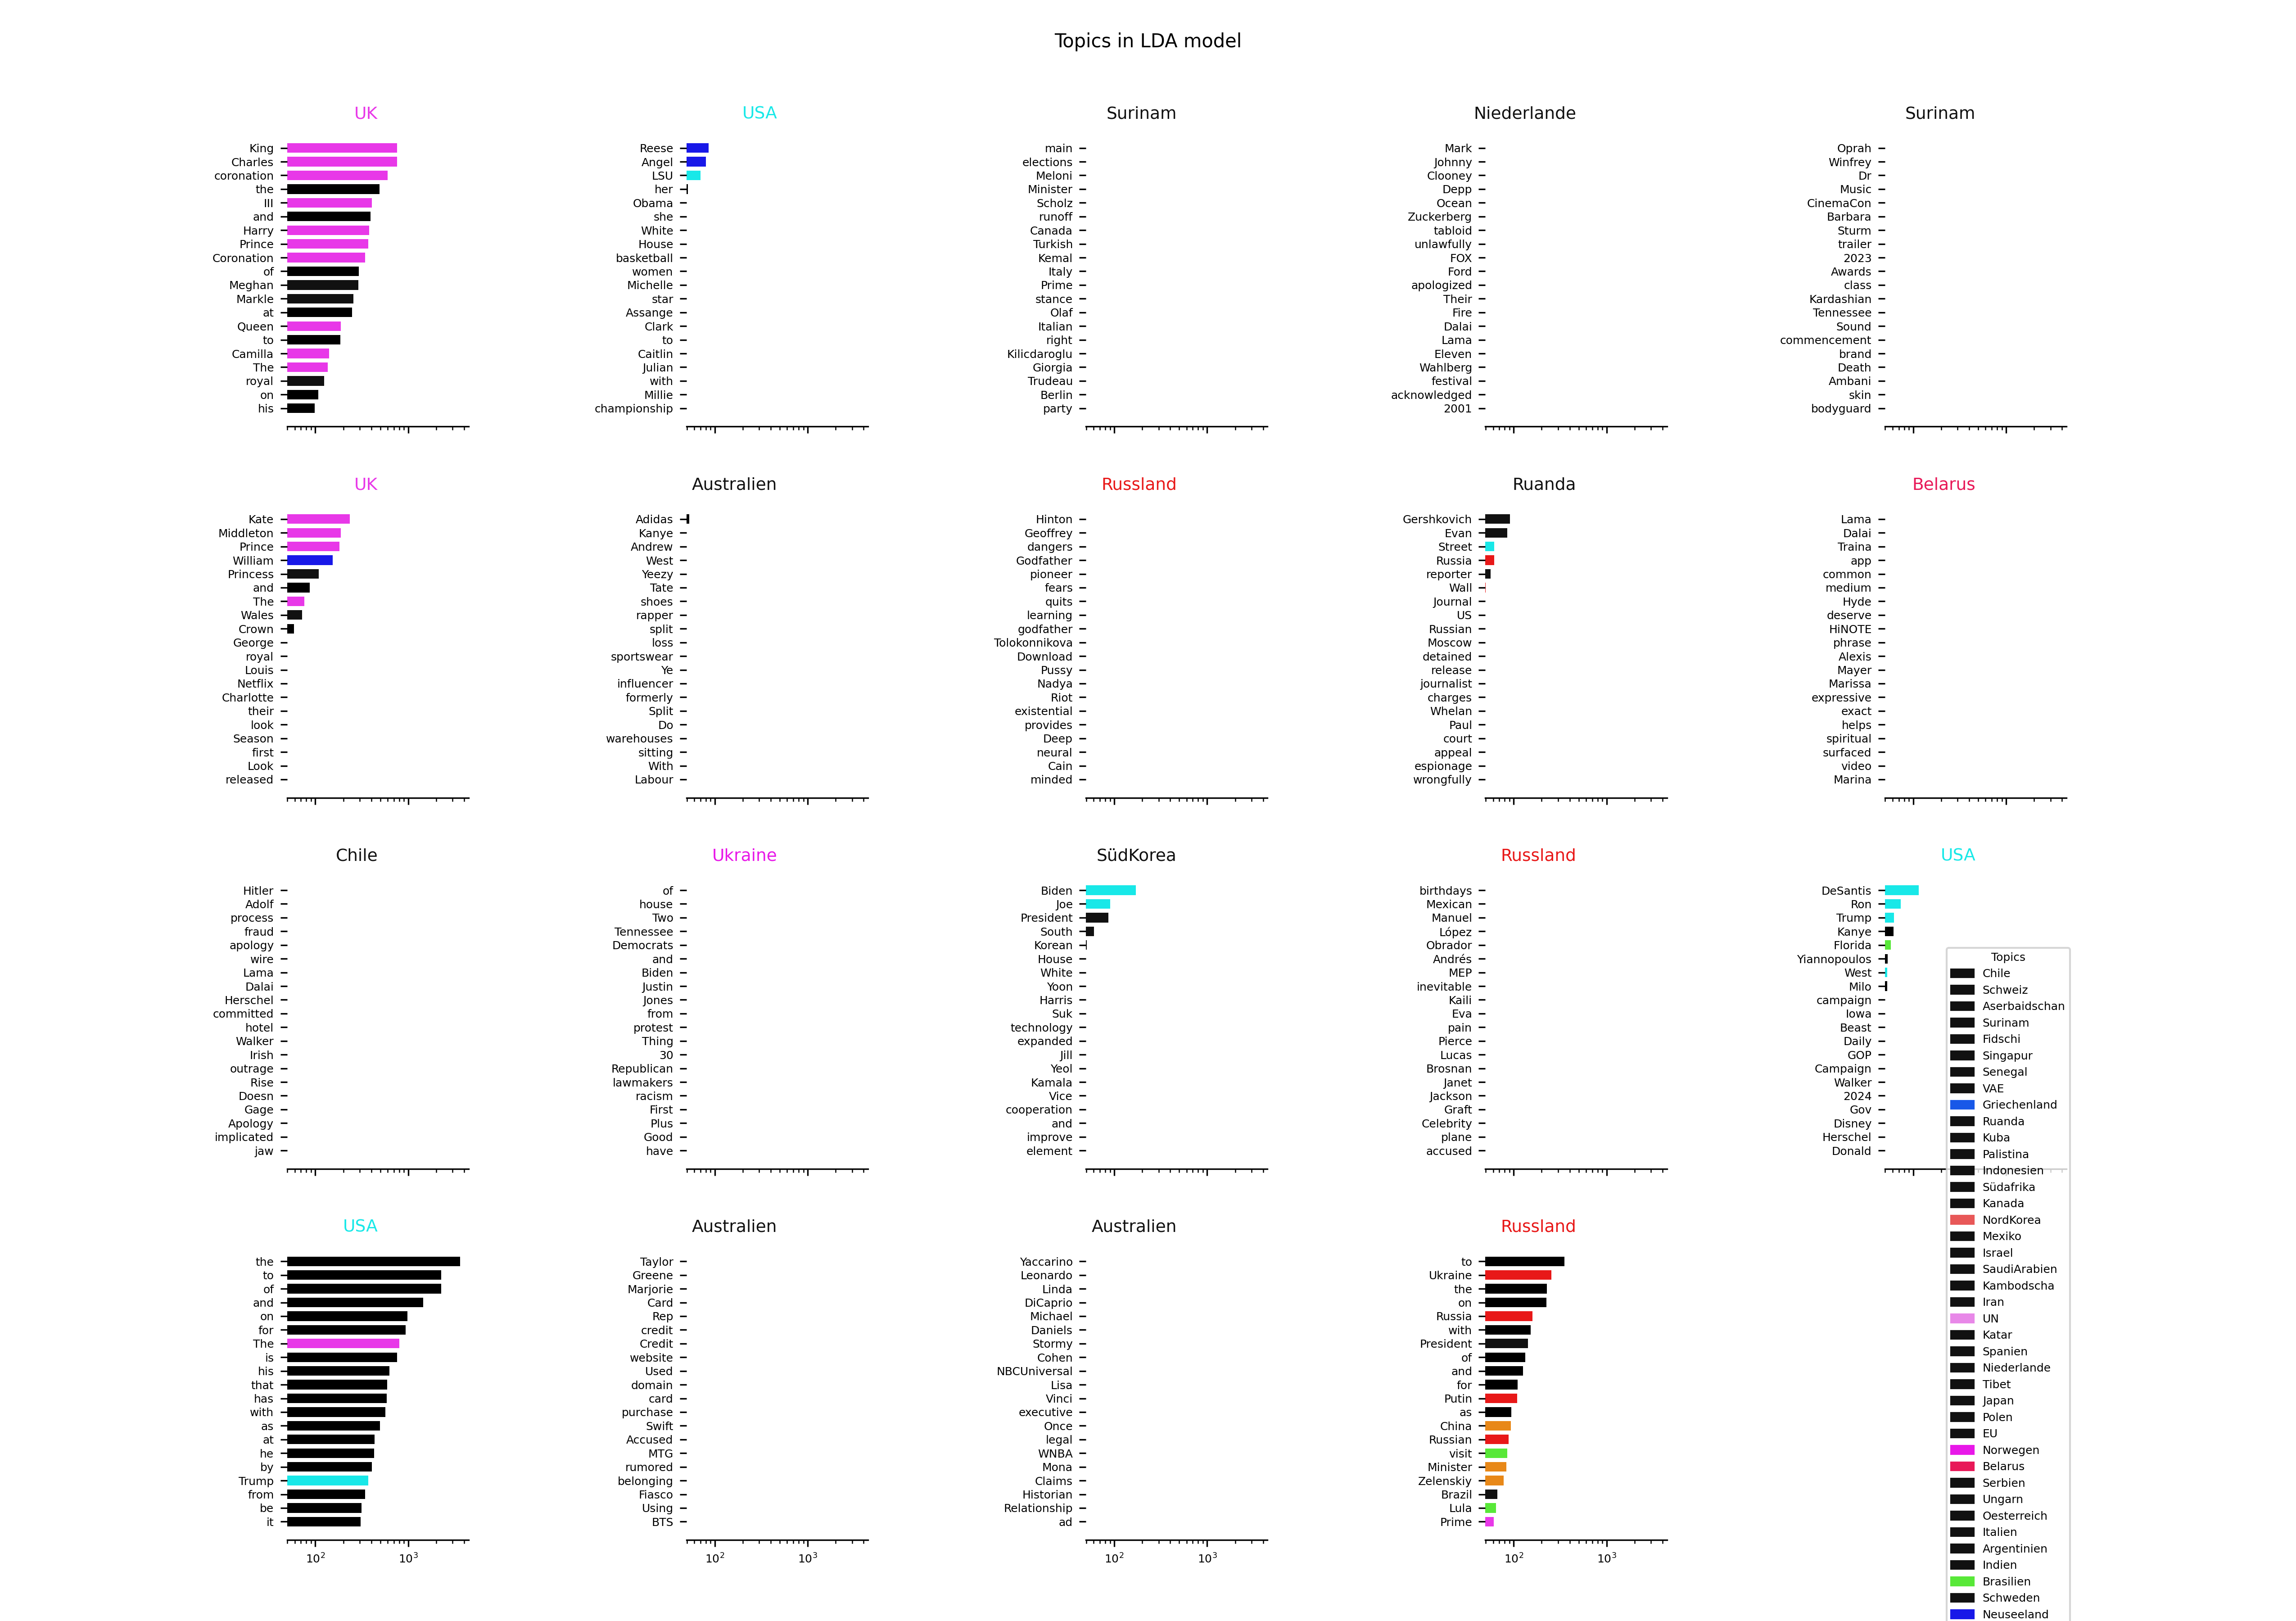 Topics in LDA model
UK
King
Charles
coronation
the
III
and
Harry
Prince
Coronation
of
Meghan
Markle
at
Queen
to
Camilla
The
royal
on
his
USA
Reese
Angel
LSU
her
Obama
she
White
House
basketball
women
Michelle
star
Assange
Clark
to
Caitlin
Julian
with
Millie
championship
Surinam
main
elections
Meloni
Minister
Scholz
runoff
Canada
Turkish
Kemal
Italy
Prime
stance
Olaf
Italian
right
Kilicdaroglu
Giorgia
Trudeau
Berlin
party
Niederlande
Mark
Johnny
Clooney
Depp
Ocean
Zuckerberg
tabloid
unlawfully
FOX
Ford
apologized
Their
Fire
Dalai
Lama
Eleven
Wahlberg
festival
acknowledged
2001
Surinam
Oprah
Winfrey
Dr
Music
CinemaCon
Barbara
Sturm
trailer
2023
Awards
class
Kardashian
Tennessee
Sound
commencement
brand
Death
Ambani
skin
bodyguard
UK
Kate
Middleton
Prince
William
Princess
and
The
Wales
Crown
George
royal
Louis
Netflix
Charlotte
their
look
Season
first
Look
released
Australien
Adidas
Kanye
Andrew
West
Yeezy
Tate
shoes
rapper
split
loss
sportswear
Ye
influencer
formerly
Split
Do
warehouses
sitting
With
Labour
Russland
Hinton
Geoffrey
dangers
Godfather
pioneer
fears
quits
learning
godfather
Tolokonnikova
Download
Pussy
Nadya
Riot
existential
provides
Deep
neural
Cain
minded
Ruanda
Gershkovich
Evan
Street
Russia
reporter
Wall
Journal
US
Russian
Moscow
detained
release
journalist
charges
Whelan
Paul
court
appeal
espionage
wrongfully
Belarus
Lama
Dalai
Traina
app
common
medium
Hyde
deserve
HiNOTE
phrase
Alexis
Mayer
Marissa
expressive
exact
helps
spiritual
surfaced
video
Marina
Chile
Hitler
Adolf
process
fraud
apology
wire
Lama
Dalai
Herschel
committed
hotel
Walker
Irish
outrage
Rise
Doesn
Gage
Apology
implicated
jaw
Ukraine
of
house
Two
Tennessee
Democrats
and
Biden
Justin
Jones
from
protest
Thing
30
Republican
lawmakers
racism
First
Plus
Good
have
SüdKorea
Biden
Joe
President
South
Korean
House
White
Yoon
Harris
Suk
technology
expanded
Jill
Yeol
Kamala
Vice
cooperation
and
improve
element
Russland
birthdays
Mexican
Manuel
López
Obrador
Andrés
MEP
inevitable
Kaili
Eva
pain
Pierce
Lucas
Brosnan
Janet
Jackson
Graft
Celebrity
plane
accused
USA
DeSantis
Ron
Trump
Kanye
Florida
Yiannopoulos
West
Milo
campaign
Iowa
Beast
Daily
GOP
Campaign
Walker
2024
Gov
Disney
Herschel
Donald
USA
the
to
of
and
on
for
The
is
his
that
has
with
as
at
he
by
Trump
from
be
it
10²
10³
Australien
Taylor
Greene
Marjorie
Card
Rep
credit
Credit
website
Used
domain
card
purchase
Swift
Accused
MTG
rumored
belonging
Fiasco
Using
BTS
10²
10³
Australien
Yaccarino
Leonardo
Linda
DiCaprio
Michael
Daniels
Stormy
Cohen
NBCUniversal
Lisa
Vinci
executive
Once
legal
WNBA
Mona
Claims
Historian
Relationship
ad
10²
10³
Russland
to
Ukraine
the
on
Russia
with
President
of
and
for
Putin
as
China
Russian
visit
Minister
Zelenskiy
Brazil
Lula
Prime
10²
10³
Topics
Chile
Schweiz
Aserbaidschan
Surinam
Fidschi
Singapur
Senegal
VAE
Griechenland
Ruanda
Kuba
Palistina
Indonesien
Südafrika
Kanada
NordKorea
Mexiko
Israel
SaudiArabien
Kambodscha
Iran
UN
Katar
Spanien
Niederlande
Tibet
Japan
Polen
EU
Norwegen
Belarus
Serbien
Ungarn
Oesterreich
Italien
Argentinien
Indien
Brasilien
Schweden
Neuseeland